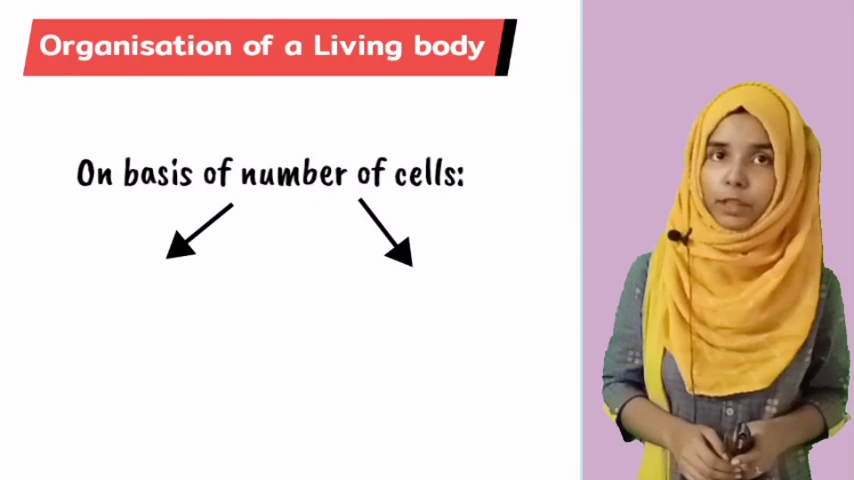 Organisation of a Living body
On basis of number of cells: